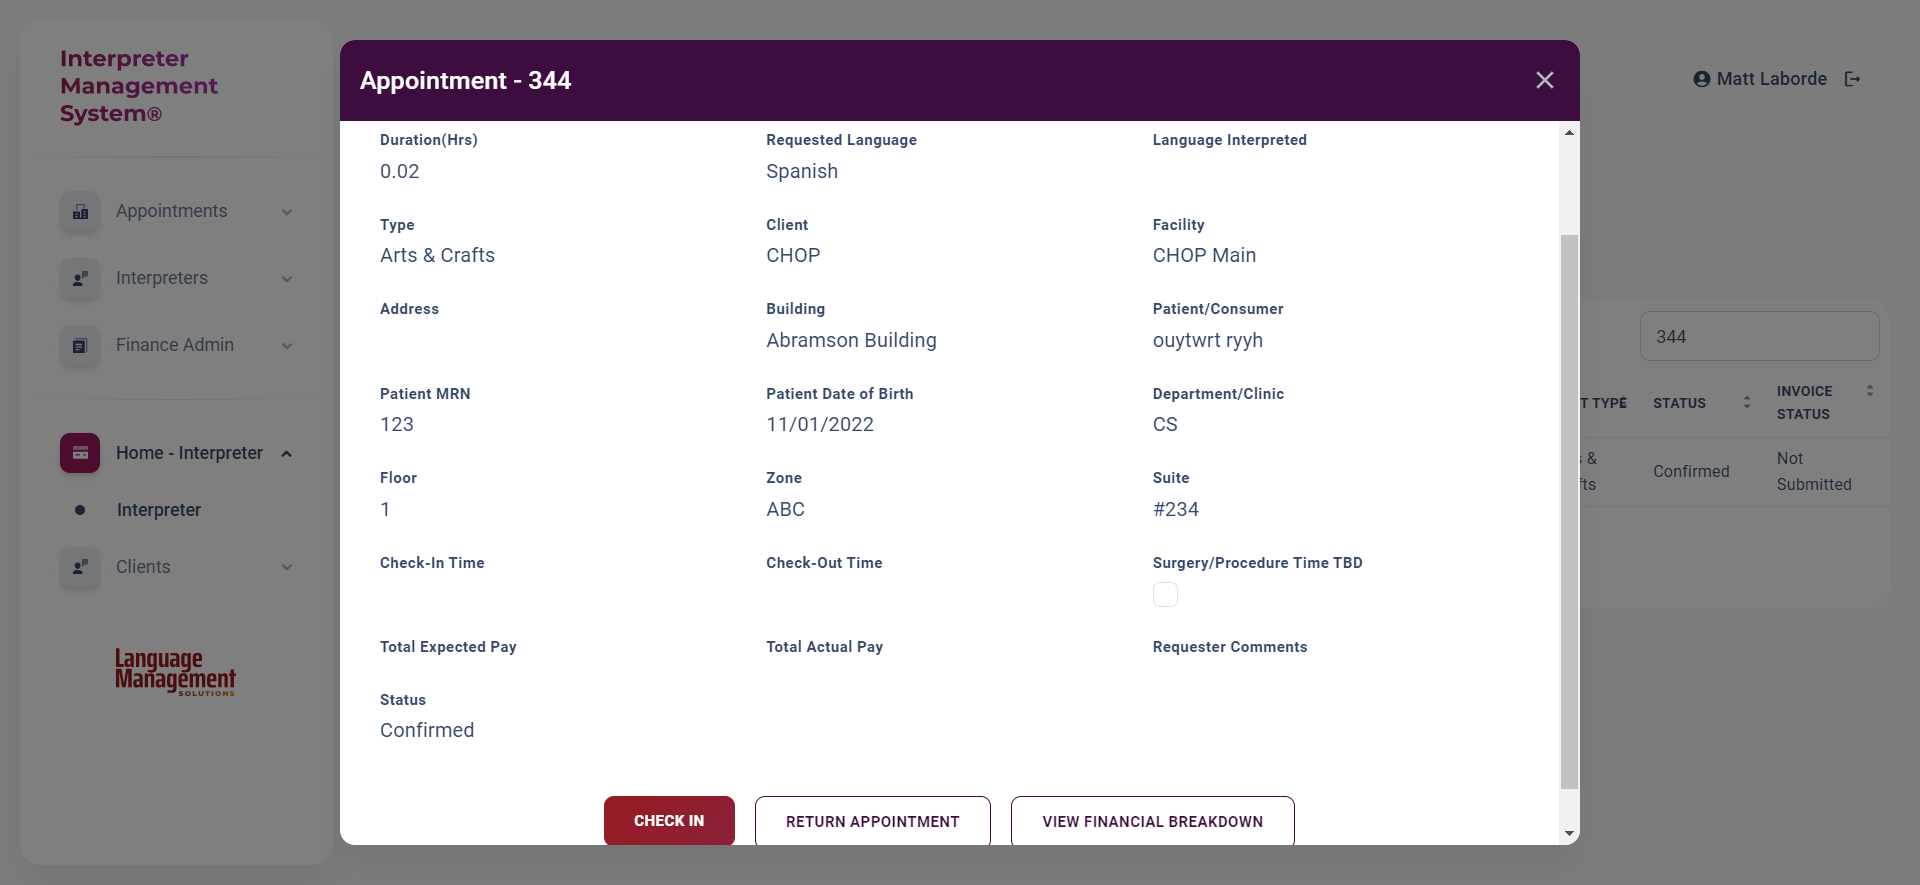 Interpreter
Management
System®
Appointments
Interpreters
Finance Admin
Home - Interpreter
Interpreter
Clients
Language
Management
SOLUTIONS
Matt Laborde
344
T TYPE
STATUS
INVOICE
STATUS
&
Confirmed
Not
Submitted
Appointment - 344
Duration(Hrs)
0.02
Requested Language
Spanish
Language Interpreted
Type
Arts & Crafts
Client
CHOP
Facility
CHOP Main
Address
Building
Abramson Building
Patient/Consumer
ouytwrt ryyh
Patient MRN
123
Patient Date of Birth
11/01/2022
Department/Clinic
CS
Floor
1
Zone
ABC
Suite
#234
Check-In Time
Check-Out Time
Surgery/Procedure Time TBD
Total Expected Pay
Total Actual Pay
Requester Comments
Status
Confirmed
CHECK IN
RETURN APPOINTMENT
VIEW FINANCIAL BREAKDOWN